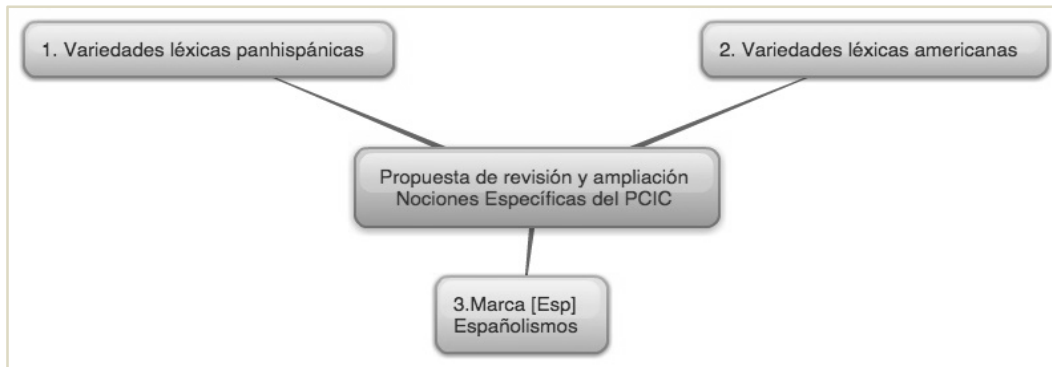 1. Variedades léxicas panhispánicas
2. Variedades léxicas americanas
Propuesta de revisión y ampliación
Nociones Específicas del PCIC
3.Marca [Esp]
Españolismos